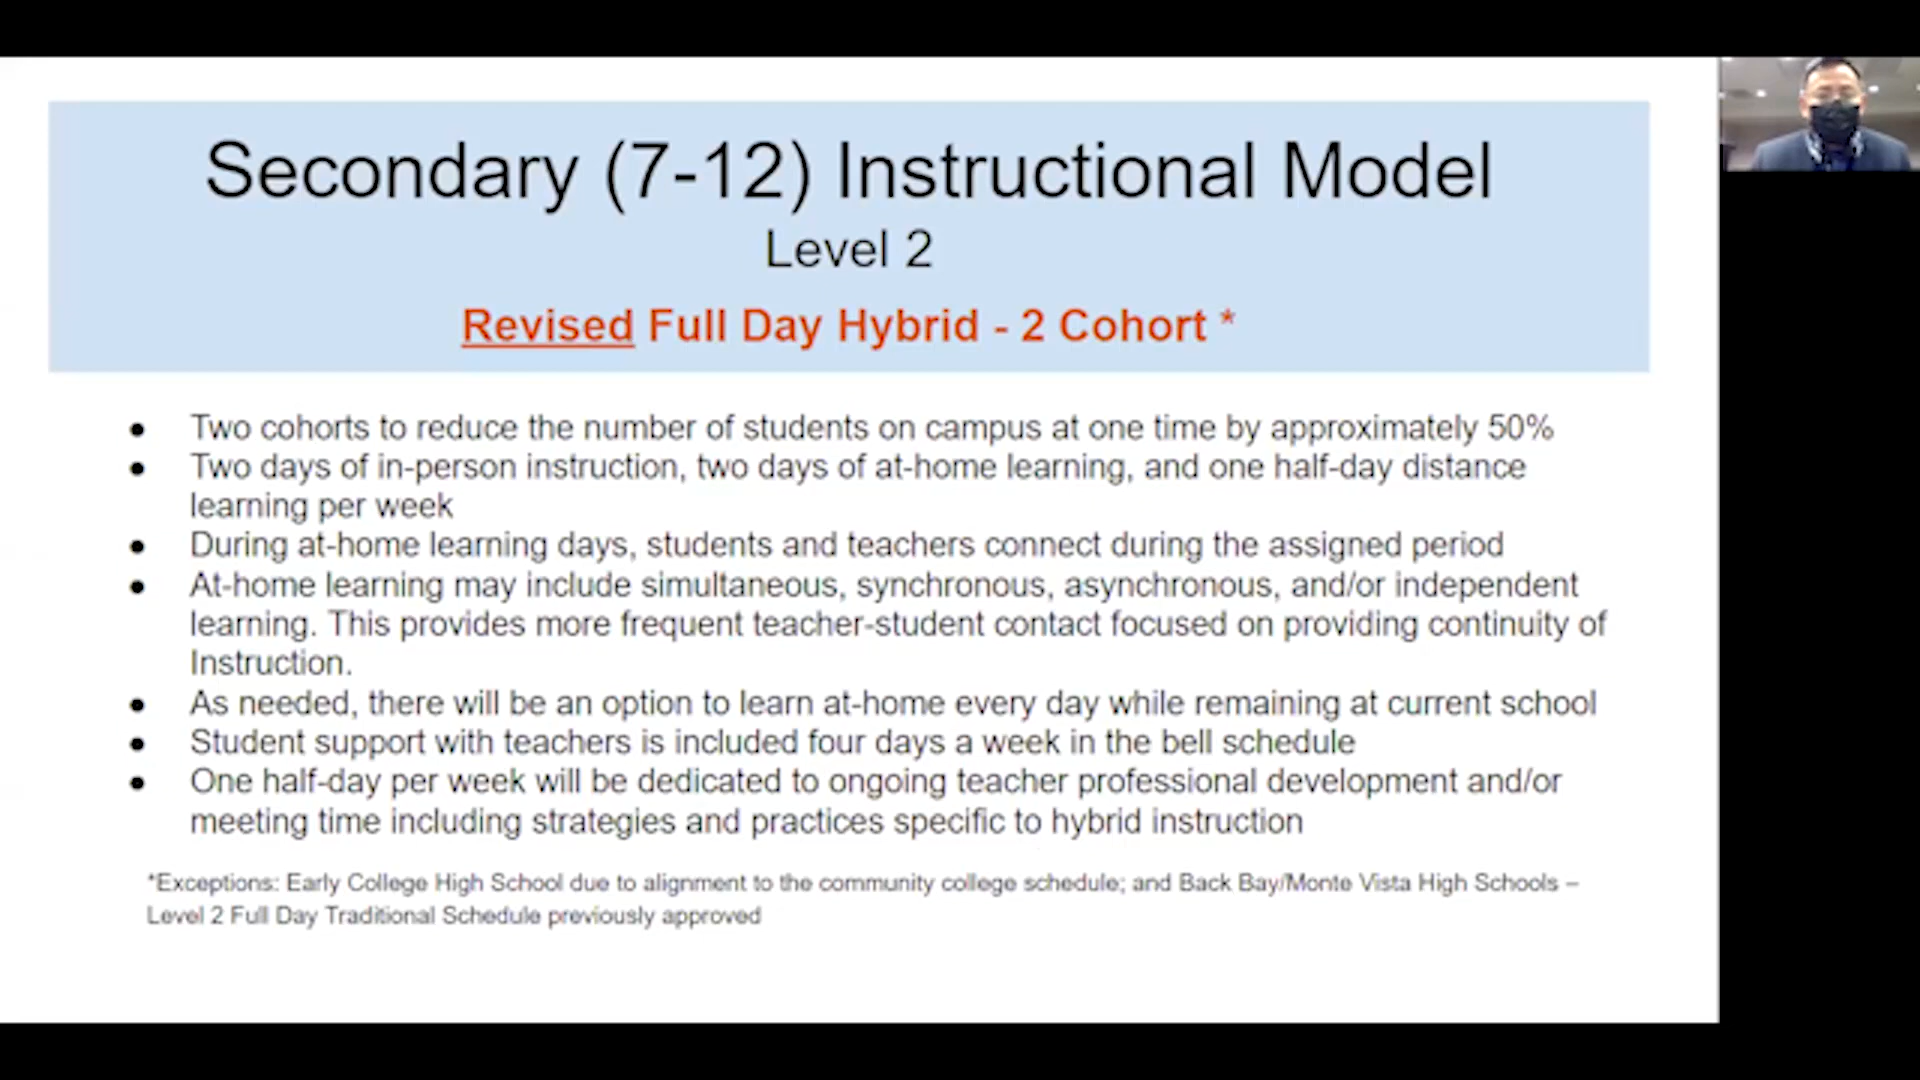 Secondary (7-12) Instructional Model
Level 2
Revised Full Day Hybrid - 2 Cohort *
● Two cohorts to reduce the number of students on campus at one time by approximately 50%
● Two days of in-person instruction, two days of at-home learning, and one half-day distance
learning per week
● During at-home learning days, students and teachers connect during the assigned period
● At-home learning may include simultaneous, synchronous, asynchronous, and/or independent
learning. This provides more frequent teacher-student contact focused on providing continuity of
Instruction.
● As needed, there will be an option to learn at-home every day while remaining at current school
● Student support with teachers is included four days a week in the bell schedule
● One half-day per week will be dedicated to ongoing teacher professional development and/or
meeting time including strategies and practices specific to hybrid instruction
*Exceptions: Early College High School due to alignment to the community college schedule; and Back Bay/Monte Vista High Schools –
Level 2 Full Day Traditional Schedule previously approved